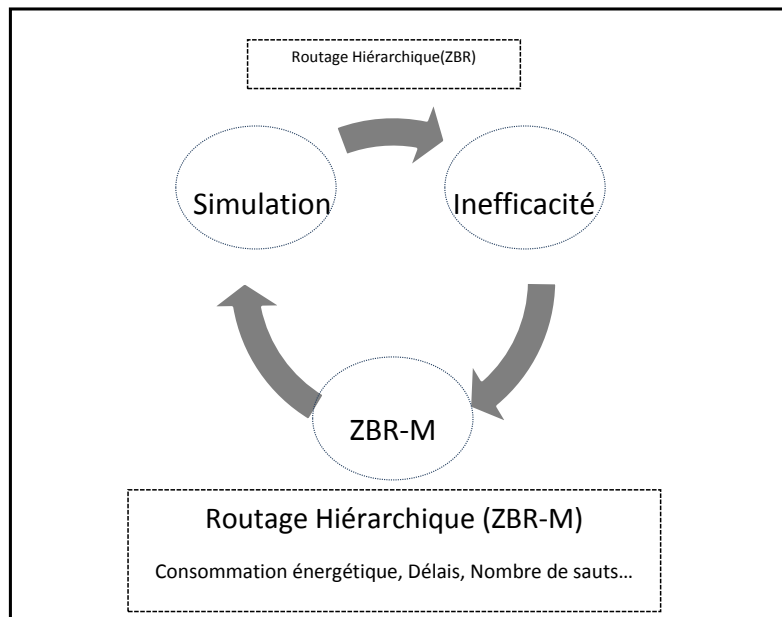 Routage Hiérarchique(ZBR)
Simulation
Inefficacité
ZBR-M
Routage Hiérarchique (ZBR-M)
Consommation énergétique, Délais, Nombre de sauts…